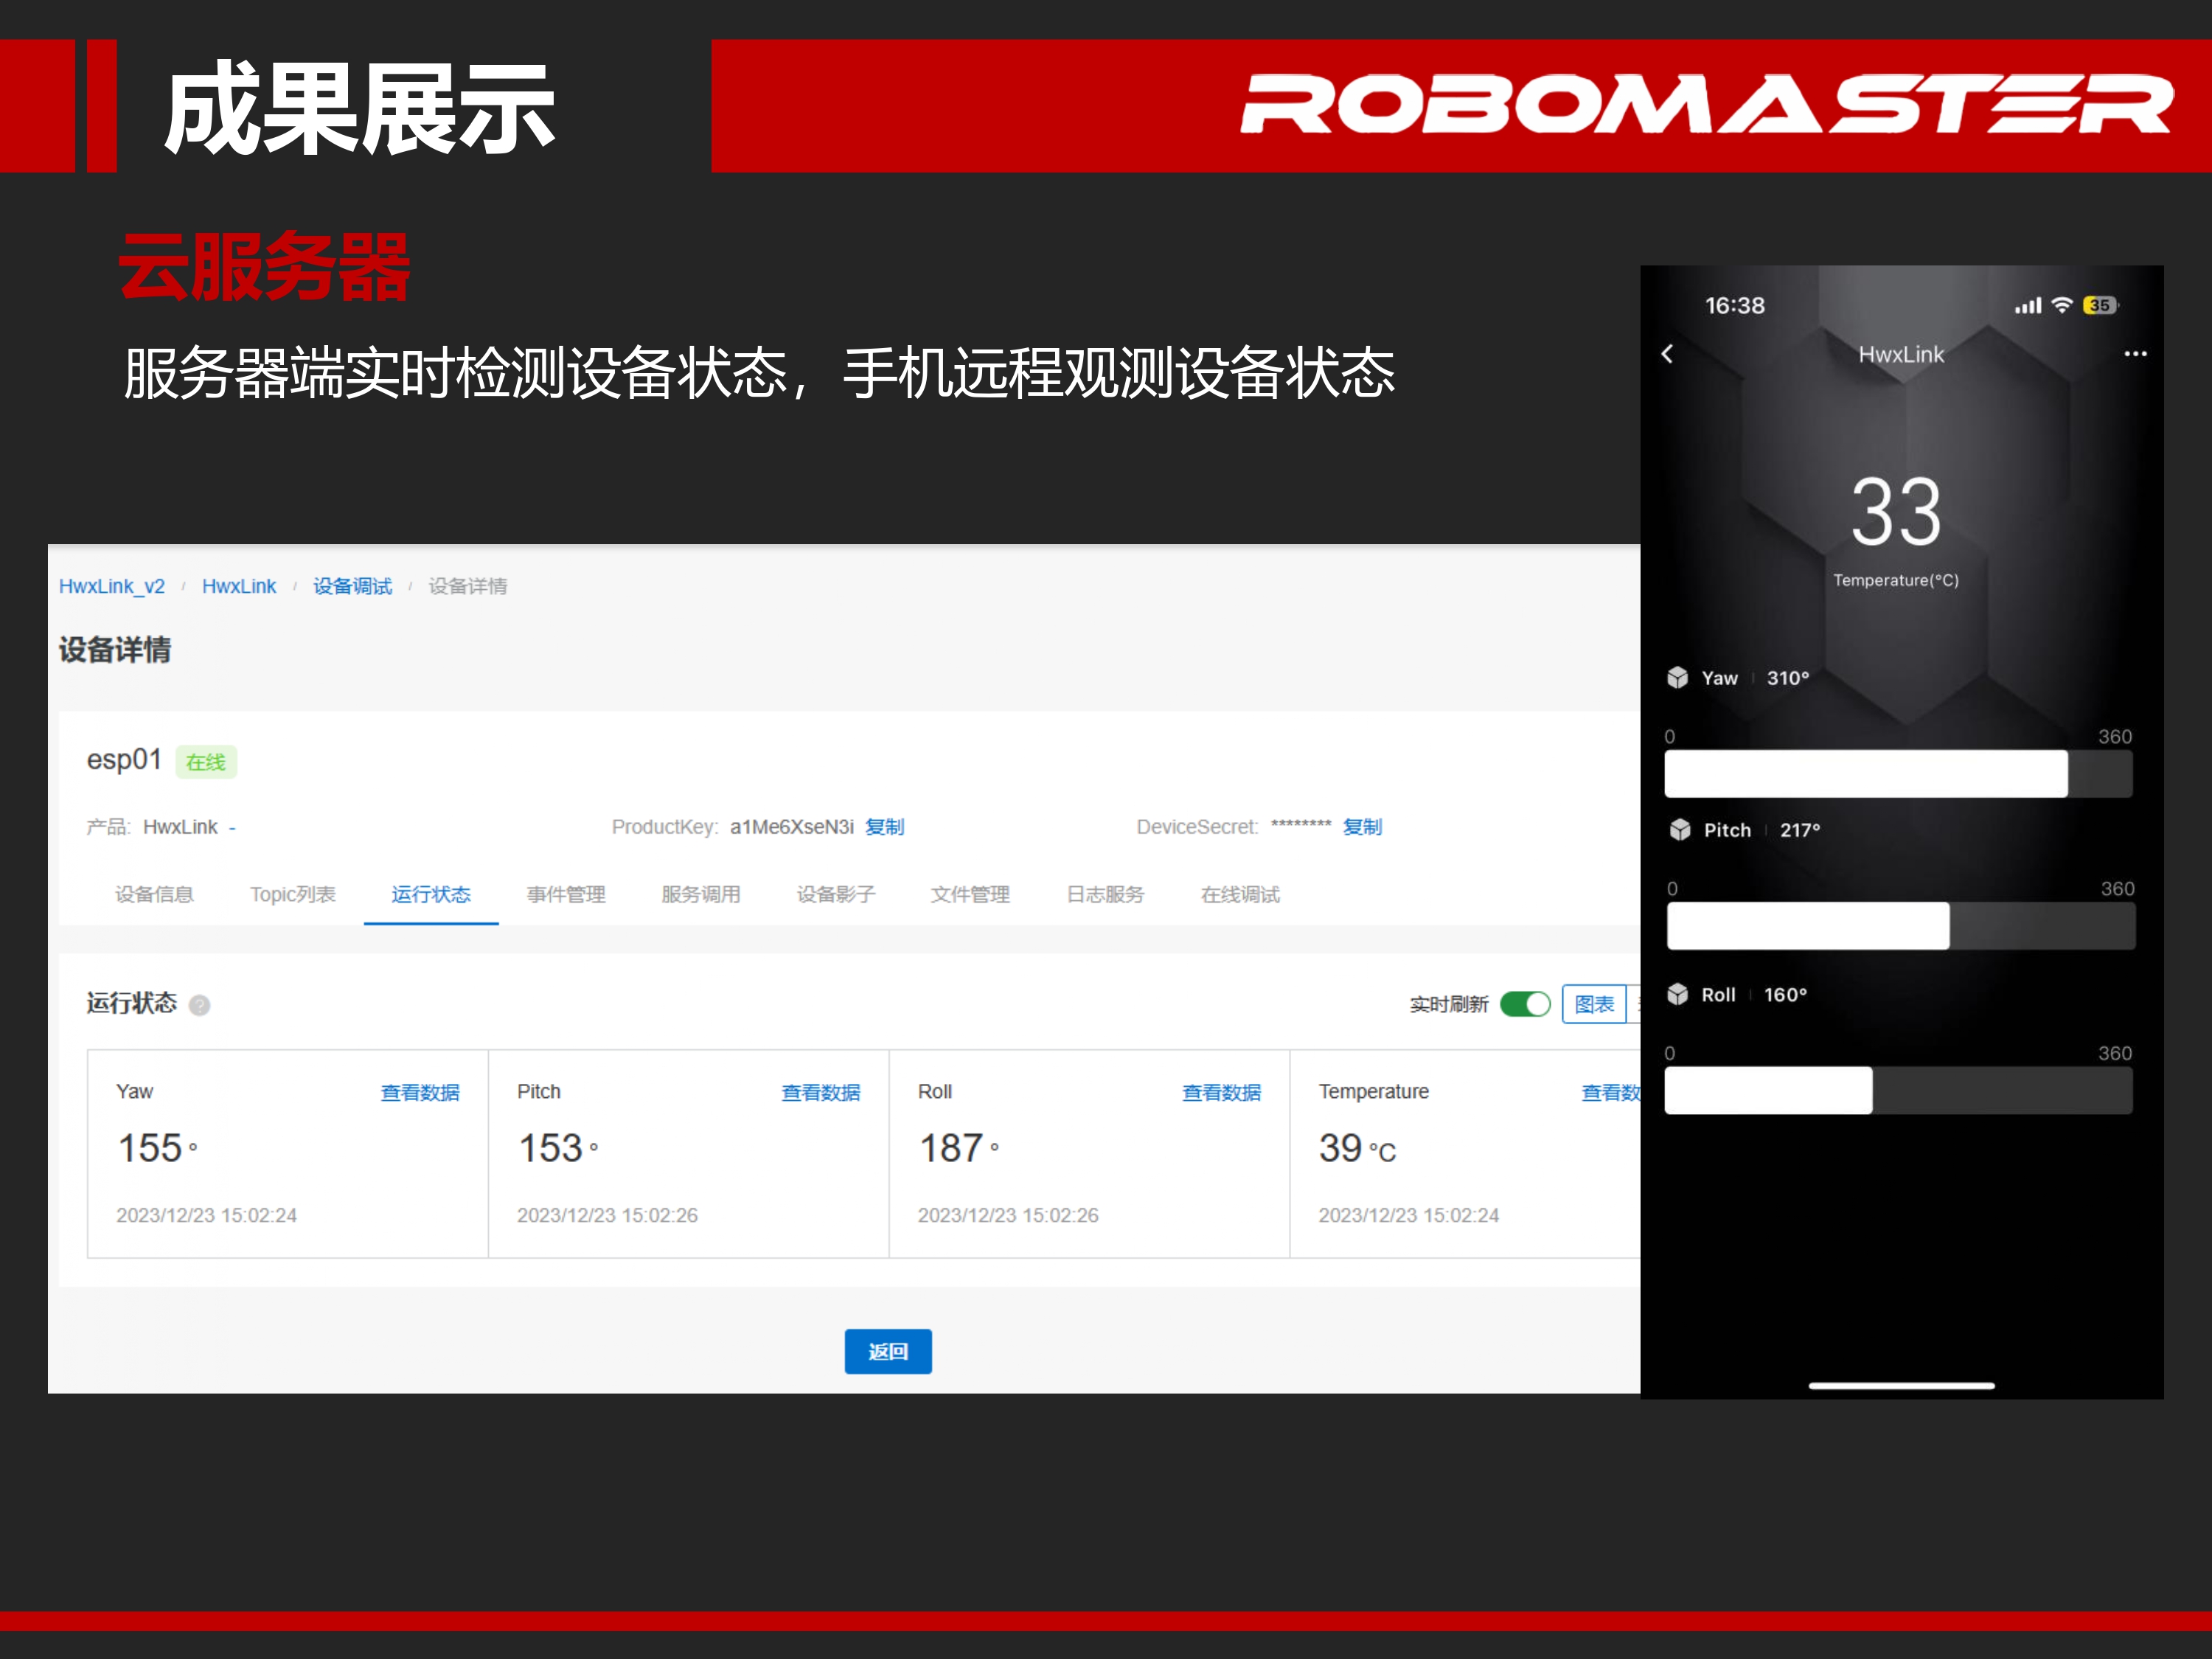 成果展示
ROBOMASTER
云服务器
服务器端实时检测设备状态，手机远程观测设备状态
HwxLink_v2 / HwxLink / 设备调试 / 设备详情
设备详情
esp01 在线
产品: HwxLink - ProductKey: a1Me6XseN3i 复制 DeviceSecret: ******** 复制
设备信息 Topic列表 运行状态 事件管理 服务调用 设备影子 文件管理 日志服务 在线调试
运行状态 ? 实时刷新 图表
Yaw 查看数据 Pitch 查看数据 Roll 查看数据 Temperature 查看数
155 ° 153 ° 187 ° 39 °C
2023/12/23 15:02:24 2023/12/23 15:02:26 2023/12/23 15:02:26 2023/12/23 15:02:24
返回
16:38 35
HwxLink
33
Temperature(°C)
Yaw 310°
0 360
Pitch 217°
0 360
Roll 160°
0 360